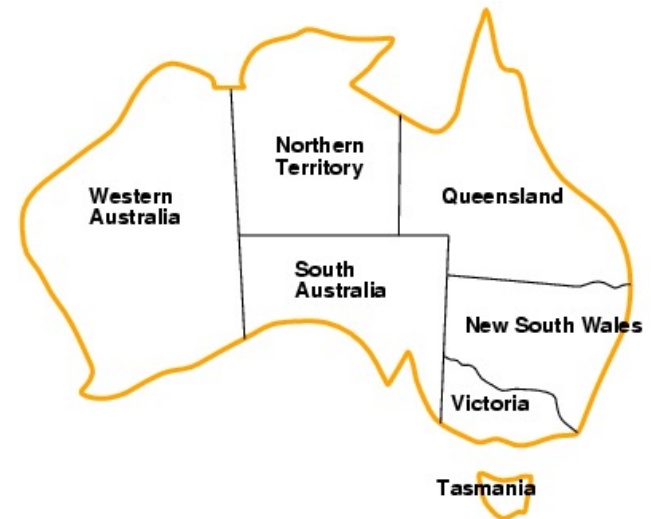 Northern
Territory
Western
Australia
Queensland
South
Australia
New South Wales
Victoria
Tasmania